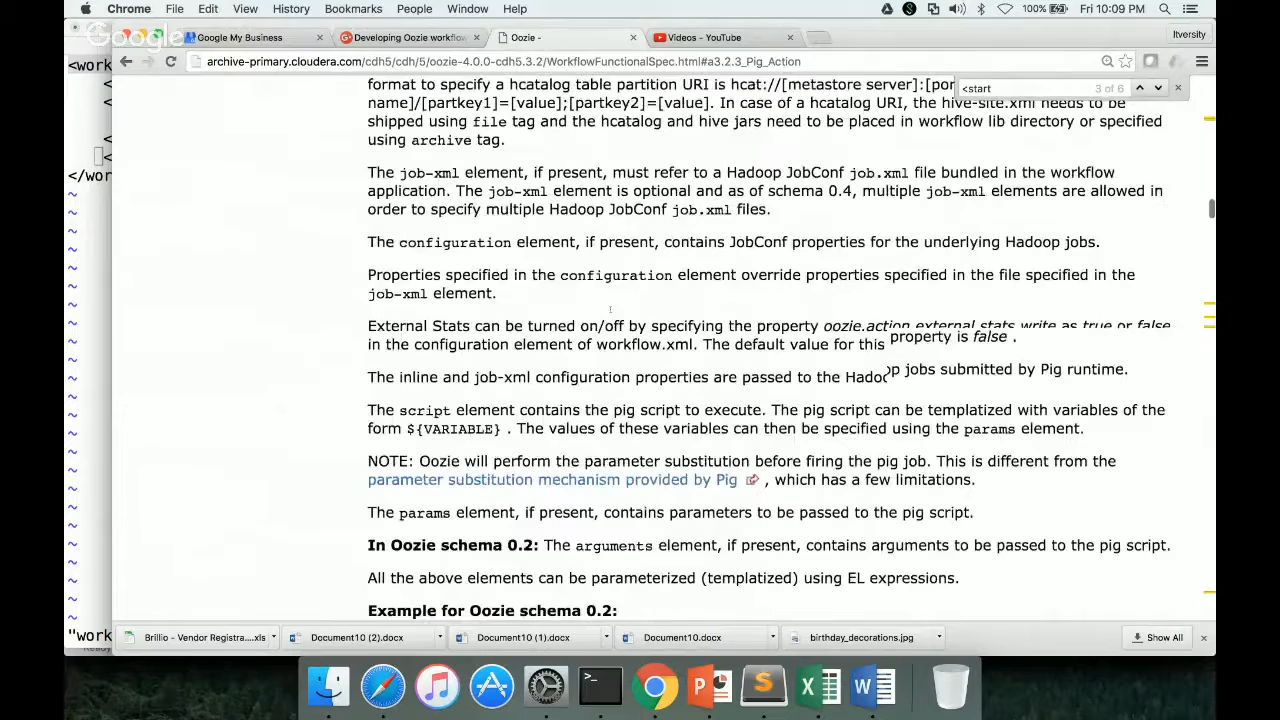 Chrome File Edit View History Bookmarks People Window Help 100% Fri 10:09 PM
Google
Google My Business Developing Oozie workflow Oozie - Videos - YouTube Itversity
archive-primary.cloudera.com/cdh5/cdh/5/oozie-4.0.0-cdh5.3.2/WorkflowFunctionalSpec.html#a3.2.3_Pig_Action
<start 3 of 6
<work
<
<
<
<
</wor
format to specify a hcatalog table partition URI is hcat://[metastore server]:[por
name]/[partkey1]=[value];[partkey2]=[value]. In case of a hcatalog URI, the hive-site.xml needs to be
shipped using file tag and the hcatalog and hive jars need to be placed in workflow lib directory or specified
using archive tag.
The job-xml element, if present, must refer to a Hadoop JobConf job.xml file bundled in the workflow
application. The job-xml element is optional and as of schema 0.4, multiple job-xml elements are allowed in
order to specify multiple Hadoop JobConf job.xml files.
The configuration element, if present, contains JobConf properties for the underlying Hadoop jobs.
Properties specified in the configuration element override properties specified in the file specified in the
job-xml element.
External Stats can be turned on/off by specifying the property oozie.action.external.stats.write as true or false
in the configuration element of workflow.xml. The default value for this property is false .
The inline and job-xml configuration properties are passed to the Hadoop jobs submitted by Pig runtime.
The script element contains the pig script to execute. The pig script can be templatized with variables of the
form ${VARIABLE} . The values of these variables can then be specified using the params element.
NOTE: Oozie will perform the parameter substitution before firing the pig job. This is different from the
parameter substitution mechanism provided by Pig , which has a few limitations.
The params element, if present, contains parameters to be passed to the pig script.
In Oozie schema 0.2: The arguments element, if present, contains arguments to be passed to the pig script.
All the above elements can be parameterized (templatized) using EL expressions.
Example for Oozie schema 0.2:
"work
Brillio - Vendor Registra....xls Document10 (2).docx Document10 (1).docx Document10.docx birthday_decorations.jpg Show All
Ready